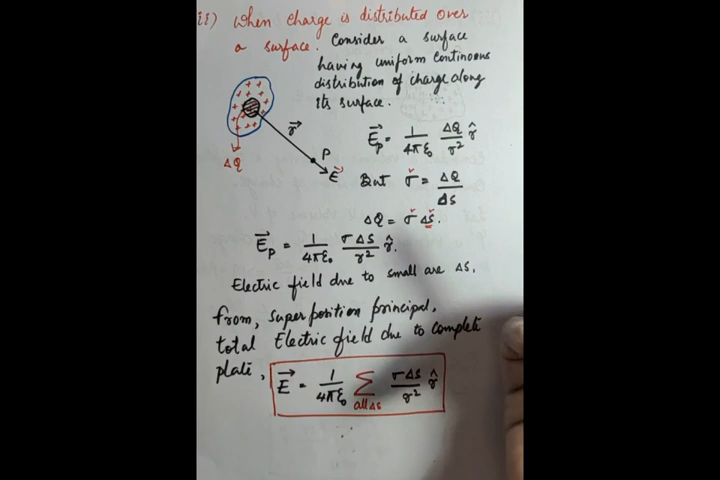 ii) When charge is distributed over
a surface. Consider a surface
having uniform continuous
distribution of charge along
its surface.
+ + + + + + + + + + + +
ΔQ
r⃗
P
E⃗
E⃗p = 1/4πε₀ ΔQ/r² r̂
But σ = ΔQ/Δs
ΔQ = σ Δs.
E⃗p = 1/4πε₀ σΔs/r² r̂.
Electric field due to small are Δs.
from, superposition principal,
total Electric field due to complete
plate, E⃗ = 1/4πε₀ ∑ all Δs σΔs/r² r̂